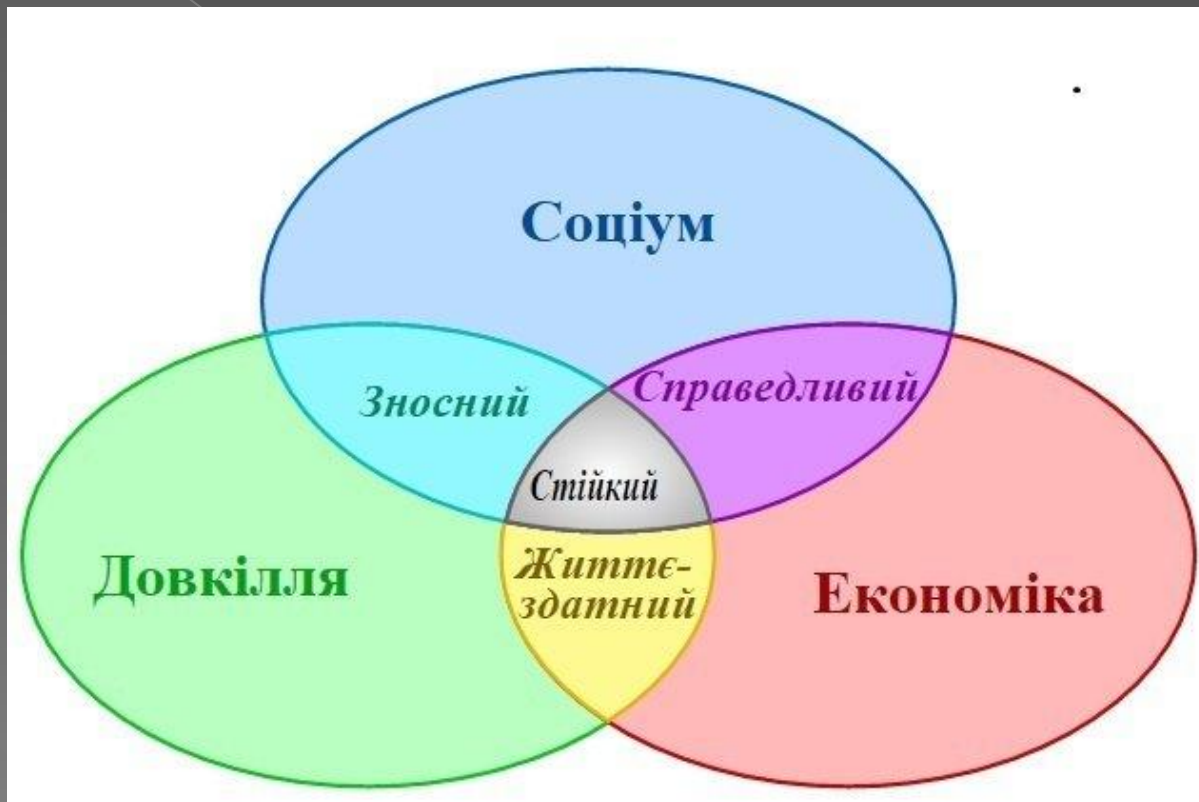 Соціум
Зносний
Справедливий
Стійкий
Довкілля
Життє-
здатний
Економіка